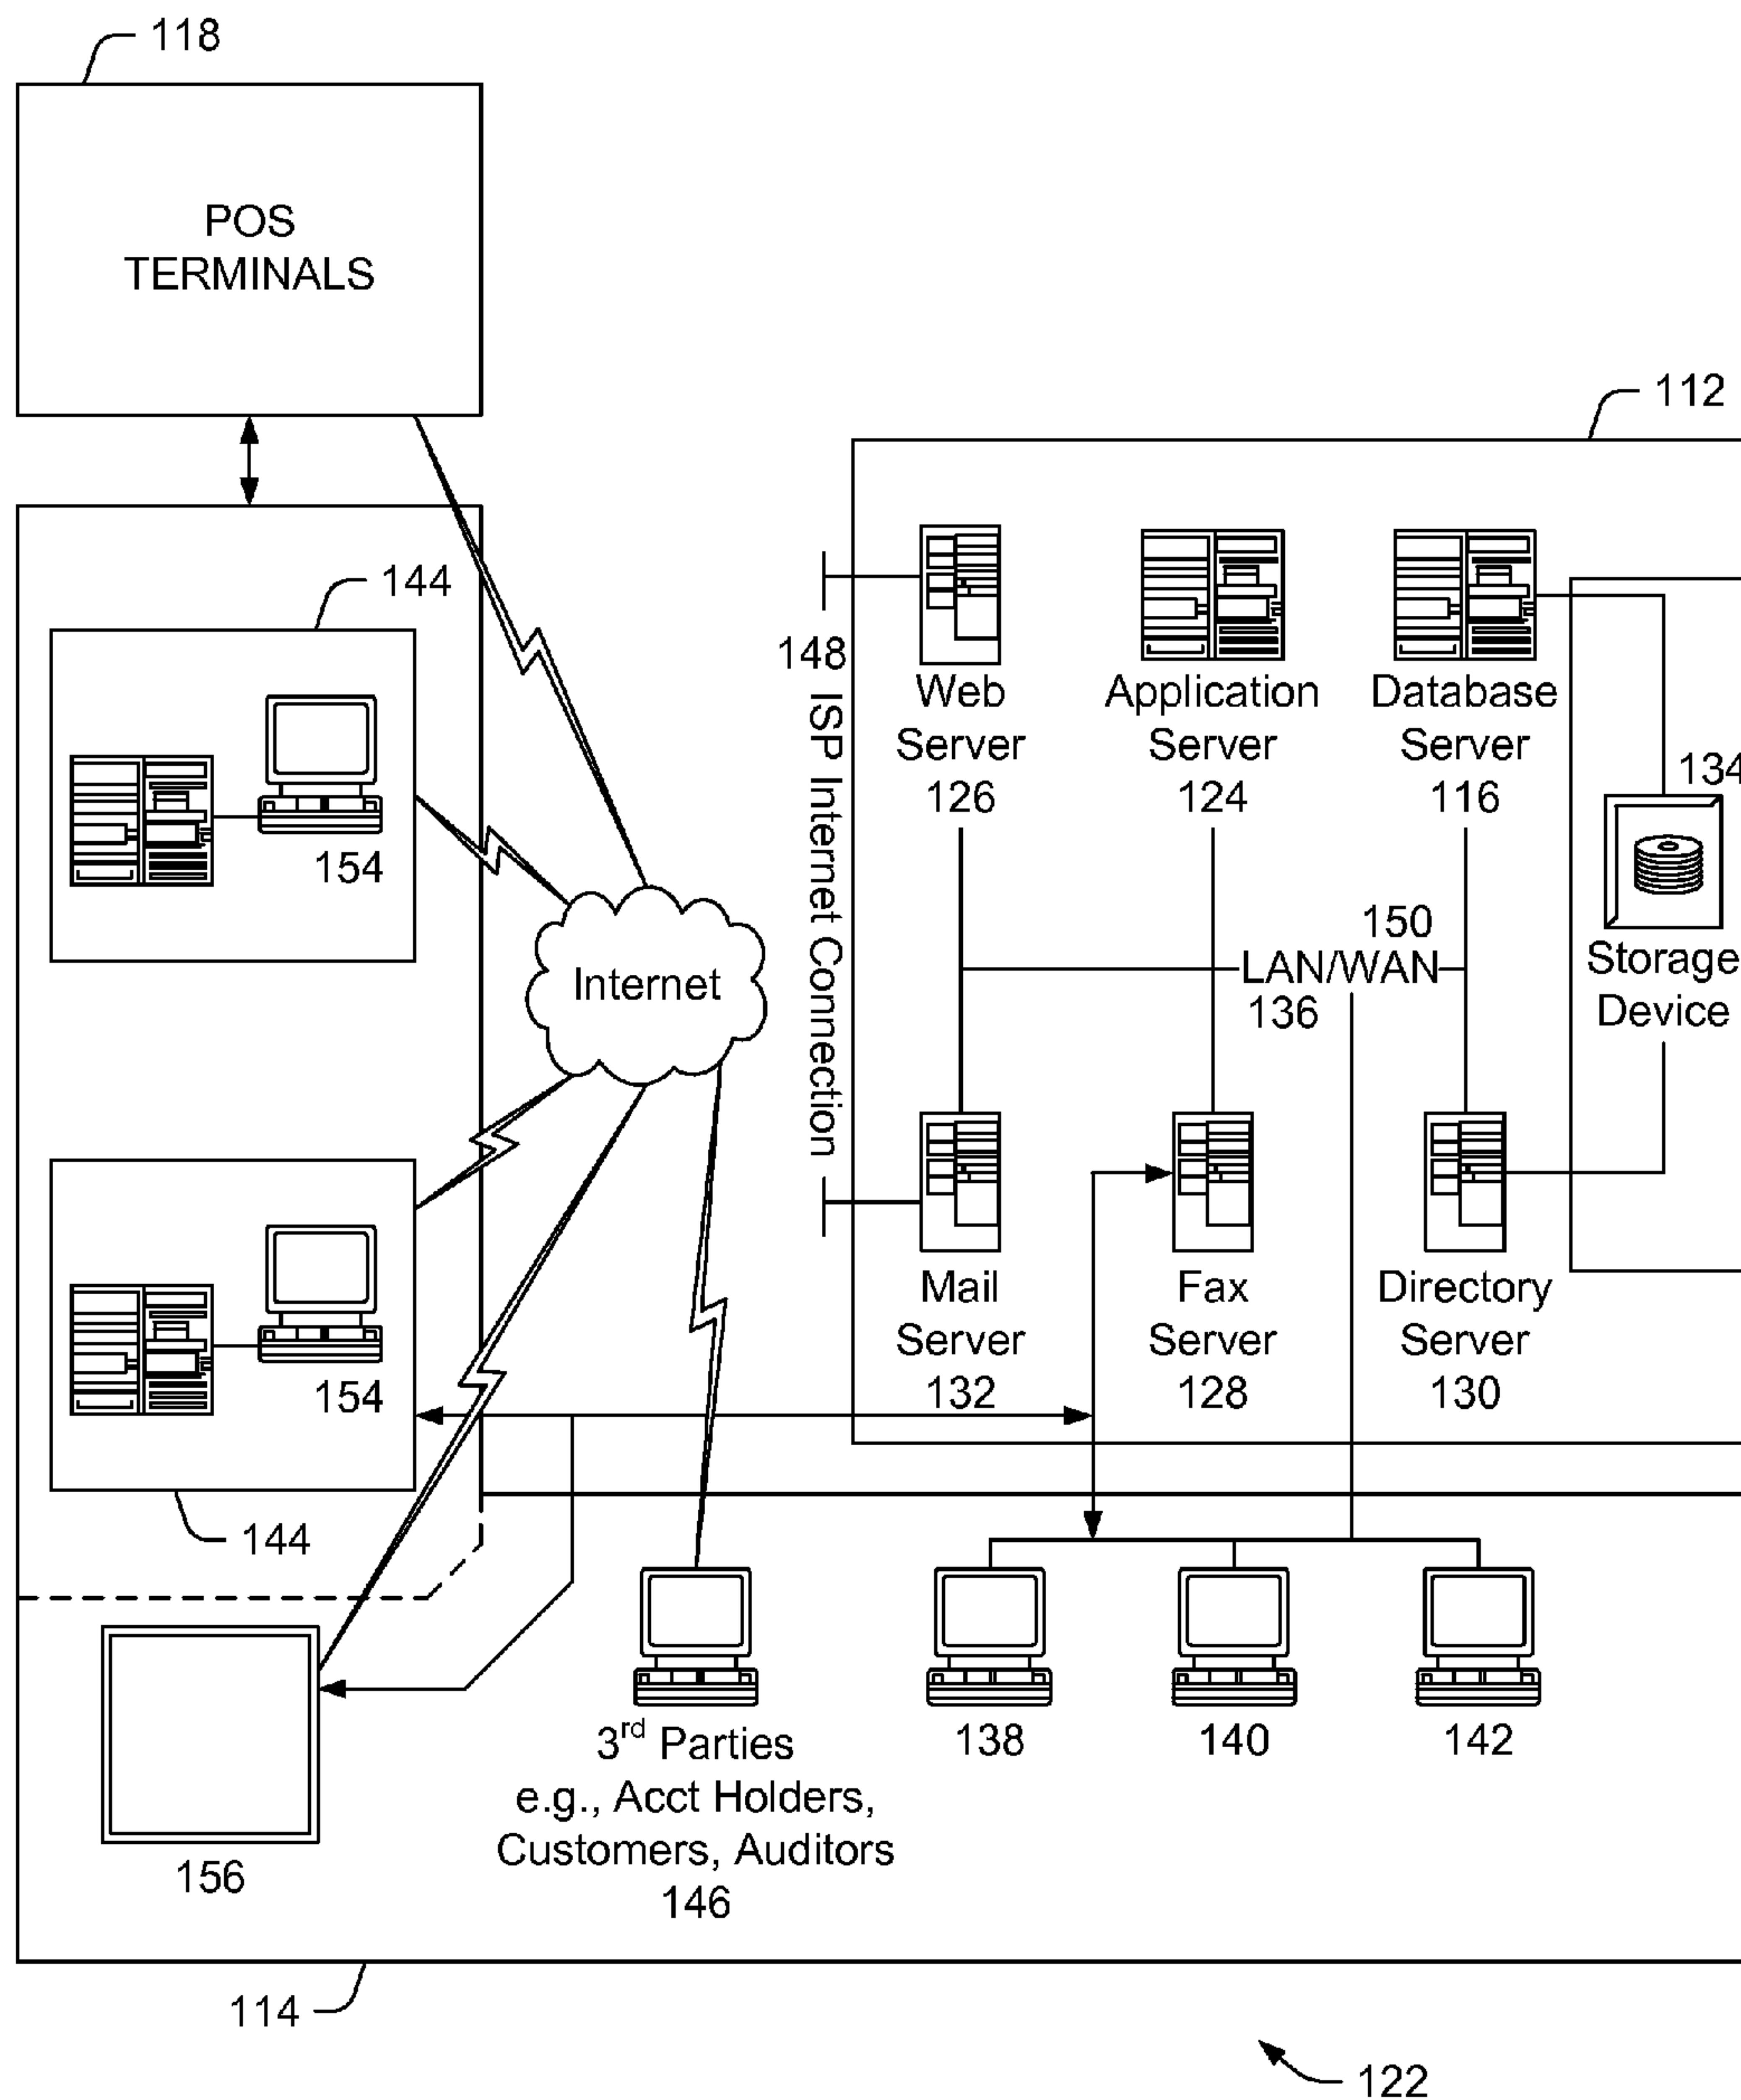 118
POS
TERMINALS
112
144
154
148
ISP Internet Connection
Web
Server
126
Application
Server
124
Database
Server
116
134
Storage
Device
150
LAN/WAN
136
Internet
Mail
Server
132
Fax
Server
128
Directory
Server
130
154
144
156
3rd Parties
e.g., Acct Holders,
Customers, Auditors
146
138
140
142
114
122